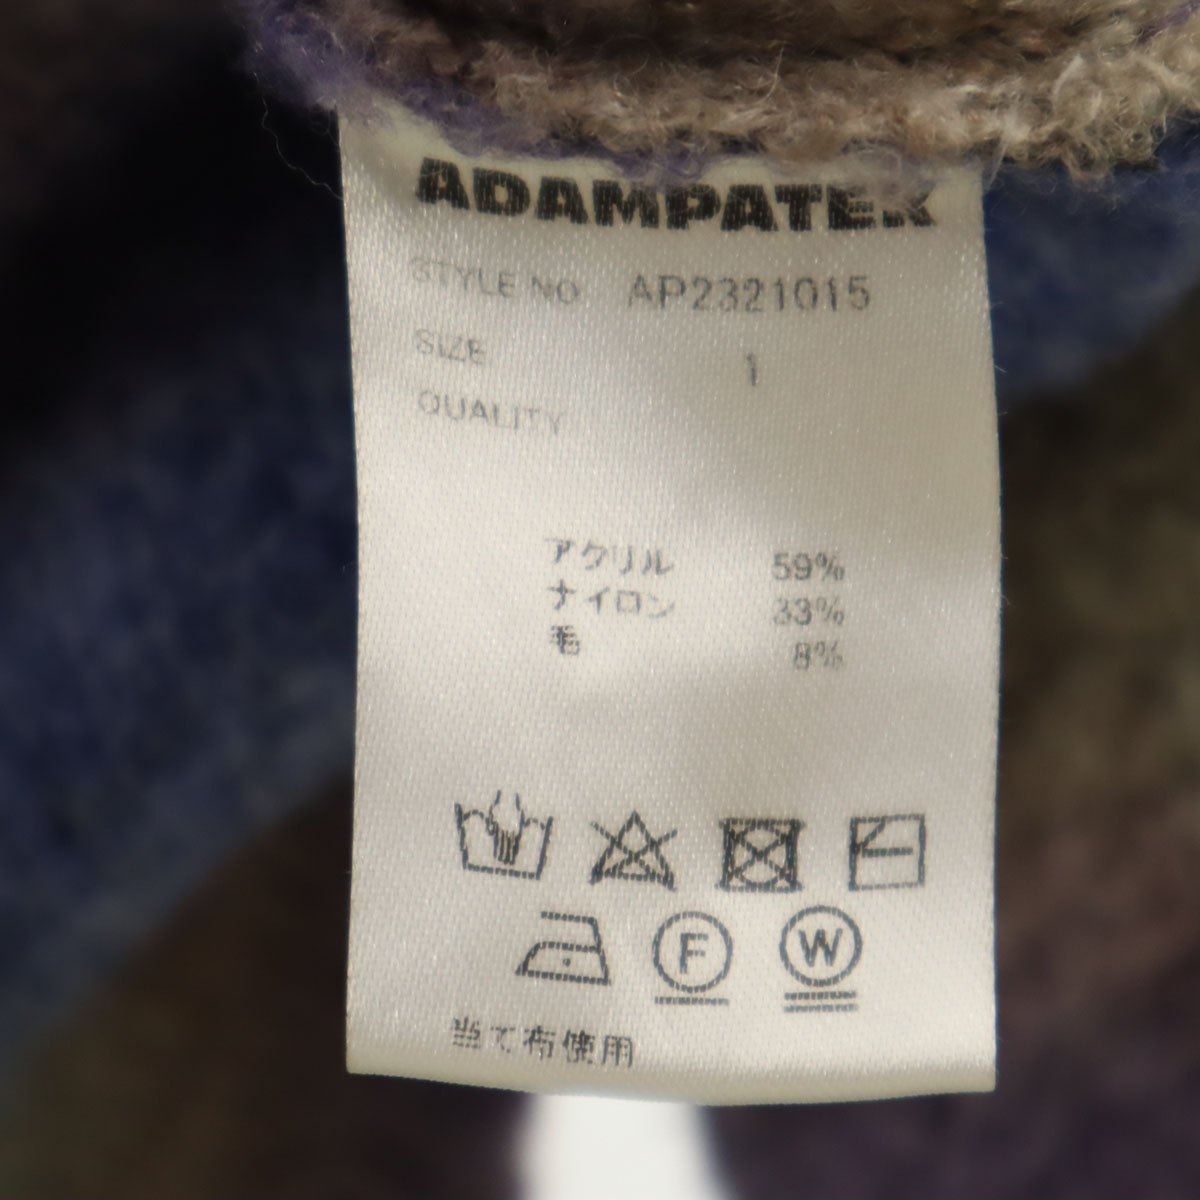 ADAMPATEK
STYLE NO AP2321015
SIZE 1
QUALITY
アクリル 59%
ナイロン 33%
毛 8%
F W
当て布使用